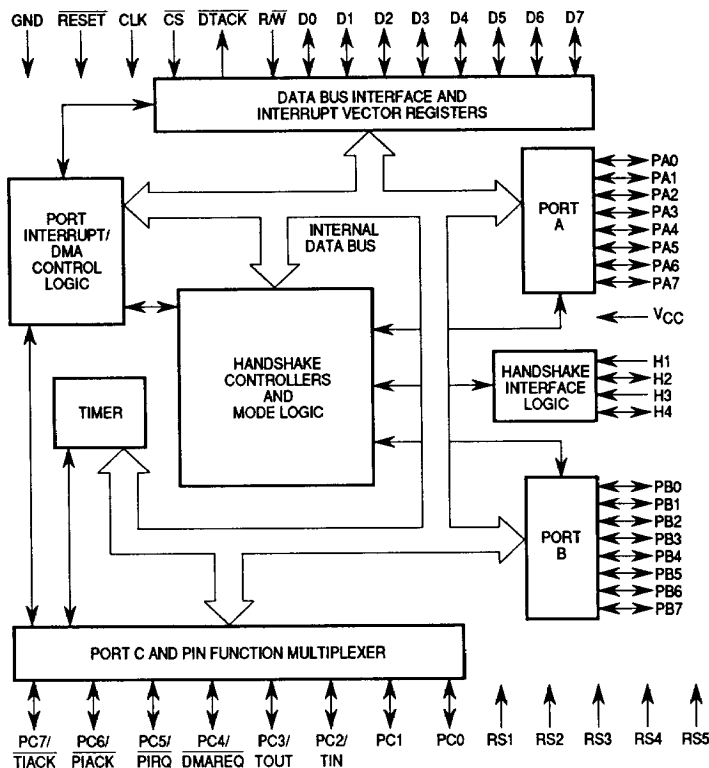 GND RESET CLK CS DTACK R/W D0 D1 D2 D3 D4 D5 D6 D7
DATA BUS INTERFACE AND
INTERRUPT VECTOR REGISTERS
PORT
INTERRUPT/
DMA
CONTROL
LOGIC
INTERNAL
DATA BUS
PORT
A
PA0
PA1
PA2
PA3
PA4
PA5
PA6
PA7
VCC
HANDSHAKE
CONTROLLERS
AND
MODE LOGIC
HANDSHAKE
INTERFACE
LOGIC
H1
H2
H3
H4
TIMER
PORT
B
PB0
PB1
PB2
PB3
PB4
PB5
PB6
PB7
PORT C AND PIN FUNCTION MULTIPLEXER
PC7/ PC6/ PC5/ PC4/ PC3/ PC2/ PC1 PC0 RS1 RS2 RS3 RS4 RS5
TIACK PIACK PIRQ DMAREQ TOUT TIN